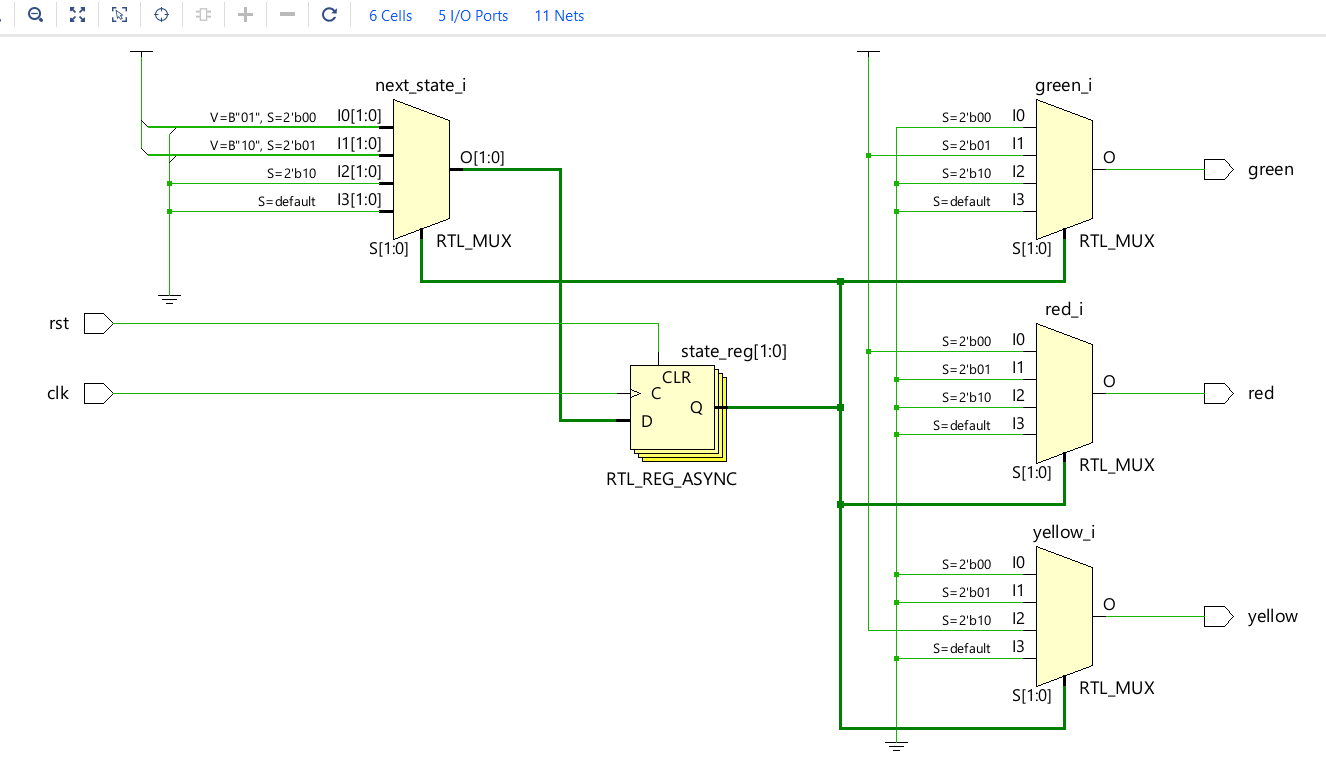 6 Cells 5 I/O Ports 11 Nets
next_state_i
V=B"01", S=2'b00 I0[1:0]
V=B"10", S=2'b01 I1[1:0]
S=2'b10 I2[1:0]
S=default I3[1:0]
O[1:0]
S[1:0]
RTL_MUX
green_i
S=2'b00 I0
S=2'b01 I1
S=2'b10 I2
S=default I3
O
S[1:0]
RTL_MUX
green
rst
clk
state_reg[1:0]
CLR
C
Q
D
RTL_REG_ASYNC
red_i
S=2'b00 I0
S=2'b01 I1
S=2'b10 I2
S=default I3
O
S[1:0]
RTL_MUX
red
yellow_i
S=2'b00 I0
S=2'b01 I1
S=2'b10 I2
S=default I3
O
S[1:0]
RTL_MUX
yellow